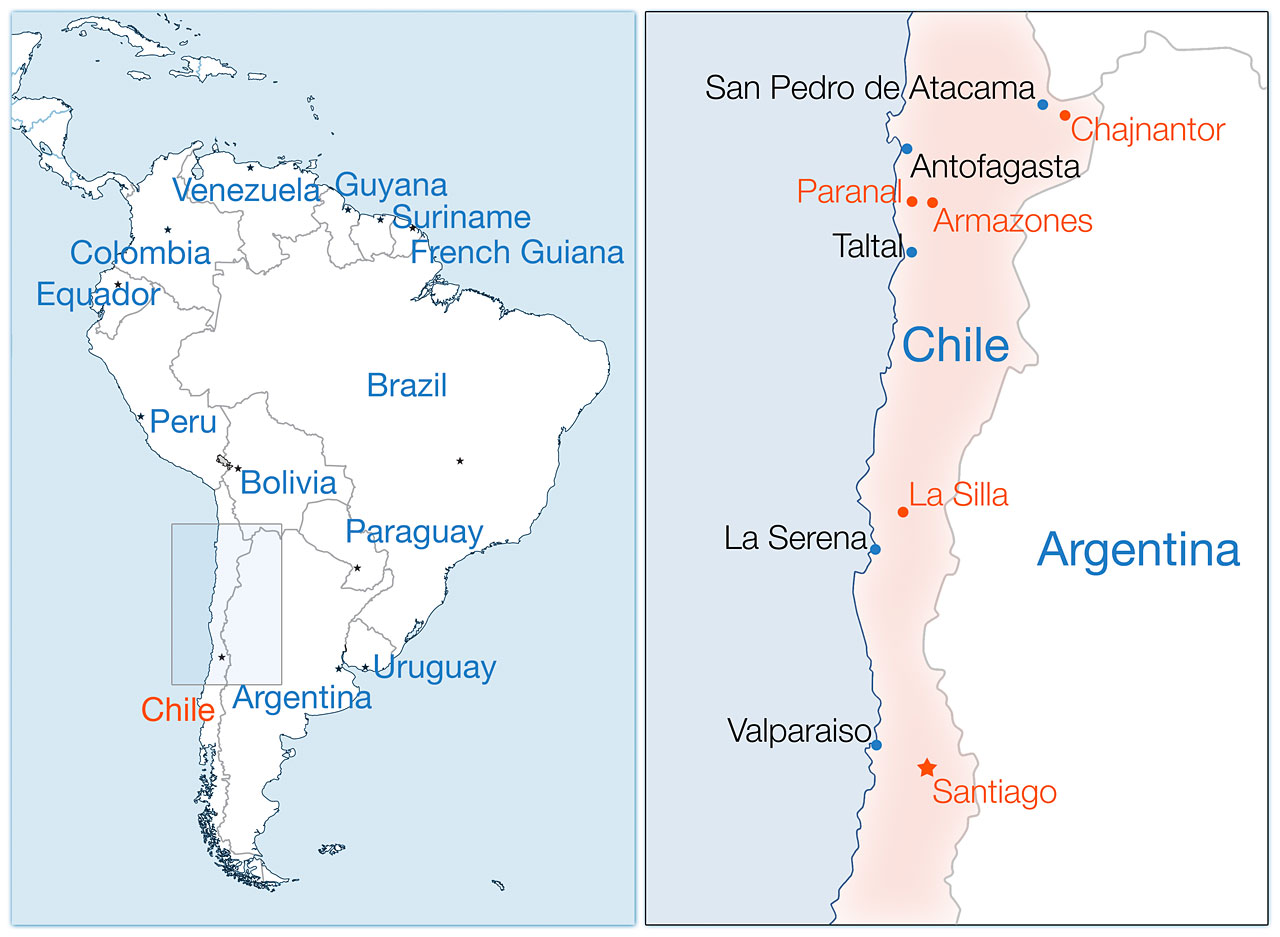 Venezuela
Guyana
Suriname
Colombia
French Guiana
Equador
Brazil
Peru
Bolivia
Paraguay
Uruguay
Argentina
Chile
San Pedro de Atacama
Chajnantor
Antofagasta
Paranal
Armazones
Taltal
Chile
La Silla
La Serena
Argentina
Valparaiso
Santiago